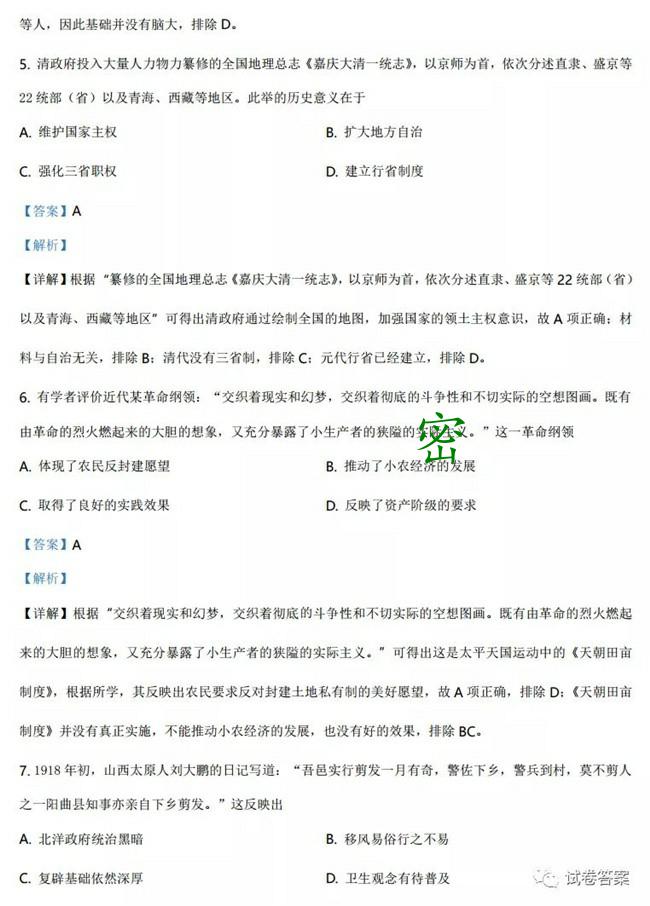 等人，因此基础并没有脑大，排除 D。
5. 清政府投入大量人力物力纂修的全国地理总志《嘉庆大清一统志》，以京师为首，依次分述直隶、盛京等
22 统部（省）以及青海、西藏等地区。此举的历史意义在于
A. 维护国家主权 B. 扩大地方自治
C. 强化三省职权 D. 建立行省制度
【答案】A
【解析】
【详解】根据“纂修的全国地理总志《嘉庆大清一统志》，以京师为首，依次分述直隶、盛京等 22 统部（省）
以及青海、西藏等地区”可得出清政府通过绘制全国的地图，加强国家的领土主权意识，故 A 项正确；材
料与自治无关，排除 B；清代没有三省制，排除 C；元代行省已经建立，排除 D。
6. 有学者评价近代某革命纲领：“交织着现实和幻梦，交织着彻底的斗争性和不切实际的空想图画。既有
由革命的烈火燃起来的大胆的想象，又充分暴露了小生产者的狭隘的实际主义。”这一革命纲领
密
A. 体现了农民反封建愿望 B. 推动了小农经济的发展
C. 取得了良好的实践效果 D. 反映了资产阶级的要求
【答案】A
【解析】
【详解】根据“交织着现实和幻梦，交织着彻底的斗争性和不切实际的空想图画。既有由革命的烈火燃起
来的大胆的想象，又充分暴露了小生产者的狭隘的实际主义。”可得出这是太平天国运动中的《天朝田亩
制度》，根据所学，其反映出农民要求反对封建土地私有制的美好愿望，故 A 项正确，排除 D；《天朝田亩
制度》并没有真正实施，不能推动小农经济的发展，也没有好的效果，排除 BC。
7. 1918 年初，山西太原人刘大鹏的日记写道：“吾邑实行剪发一月有奇，警佐下乡，警兵到村，莫不剪人
之一阳曲县知事亦亲自下乡剪发。”这反映出
A. 北洋政府统治黑暗 B. 移风易俗行之不易
C. 复辟基础依然深厚 D. 卫生观念有待普及
试卷答案